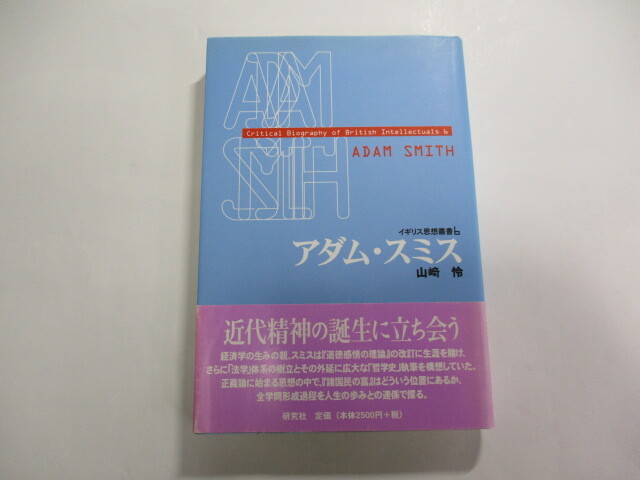 ADAM
SMITH
Critical Biography of British Intellectuals 6
ADAM SMITH
イギリス思想叢書6
アダム・スミス
山崎 怜
近代精神の誕生に立ち会う
経済学の生みの親、スミスは『道徳感情の理論』の改訂に生涯を賭け、
さらに「法学」体系の樹立とその外延に広大な「哲学史」執筆を構想していた。
正義論に始まる思想の中で、『諸国民の富』はどういう位置にあるか、
全学問形成過程を人生の歩みとの連係で探る。
研究社 定価(本体2500円+税)